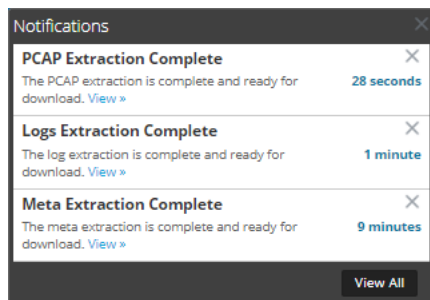 Notifications
PCAP Extraction Complete
The PCAP extraction is complete and ready for
download. View »
28 seconds
Logs Extraction Complete
The log extraction is complete and ready for
download. View »
1 minute
Meta Extraction Complete
The meta extraction is complete and ready for
download. View »
9 minutes
View All